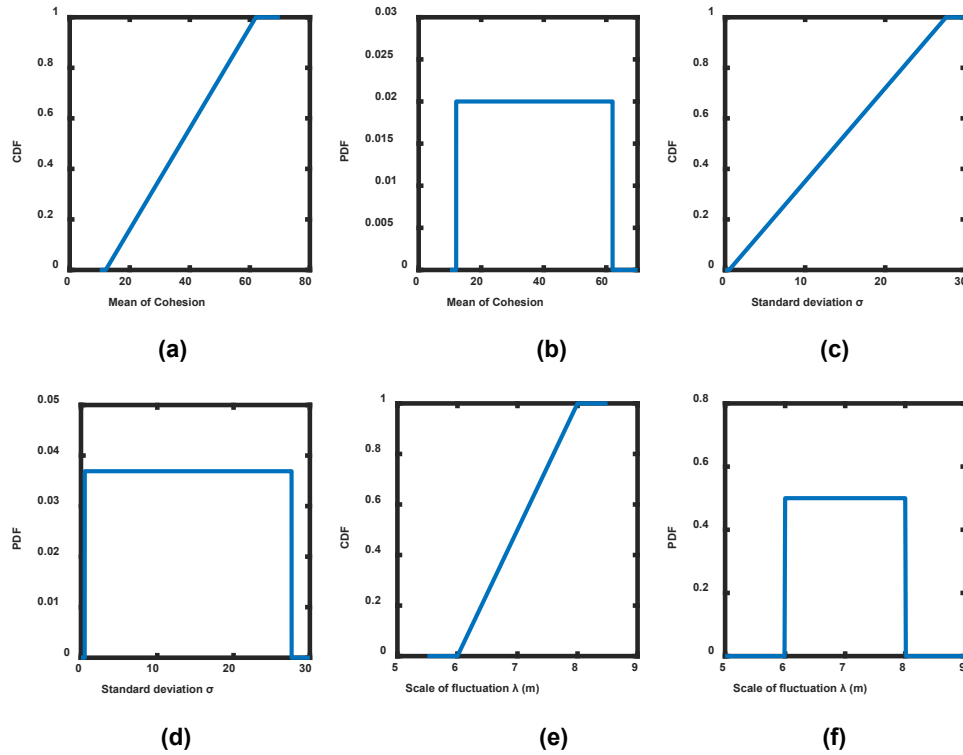 1
0.8
0.6
0.4
0.2
0
CDF
0 20 40 60 80
Mean of Cohesion
(a)
0.03
0.025
0.02
0.015
0.01
0.005
0
PDF
0 20 40 60
Mean of Cohesion
(b)
1
0.8
0.6
0.4
0.2
0
CDF
0 10 20 30
Standard deviation σ
(c)
0.05
0.04
0.03
0.02
0.01
0
PDF
0 10 20 30
Standard deviation σ
(d)
1
0.8
0.6
0.4
0.2
0
CDF
5 6 7 8 9
Scale of fluctuation λ (m)
(e)
0.8
0.6
0.4
0.2
0
PDF
5 6 7 8 9
Scale of fluctuation λ (m)
(f)